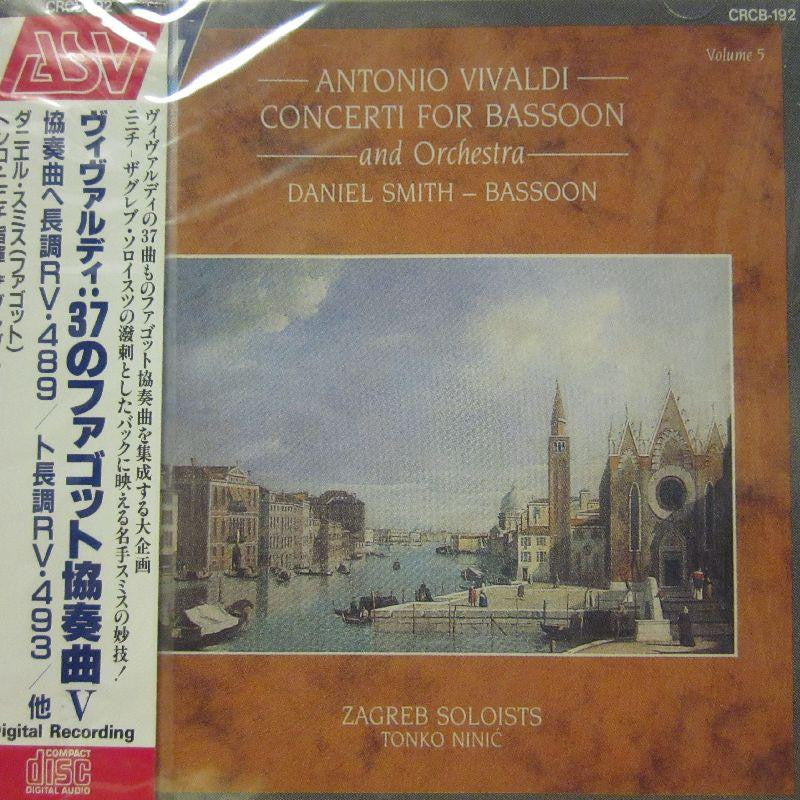 CRCB-192
Volume 5
ANTONIO VIVALDI
CONCERTI FOR BASSOON
and Orchestra
DANIEL SMITH – BASSOON
ZAGREB SOLOISTS
TONKO NINIĆ
ASV
ヴィヴァルディの37曲ものファゴット協奏曲を集成する大企画
ニニチ−ザグレブ・ソロイスツの溌剌としたバックに映える名手スミスの妙技!
ヴィヴァルディ:37のファゴット協奏曲 V
協奏曲ヘ長調RV・489/ト長調RV・493/他
ダニエル・スミス(ファゴット)
Digital Recording
COMPACT
disc
DIGITAL AUDIO